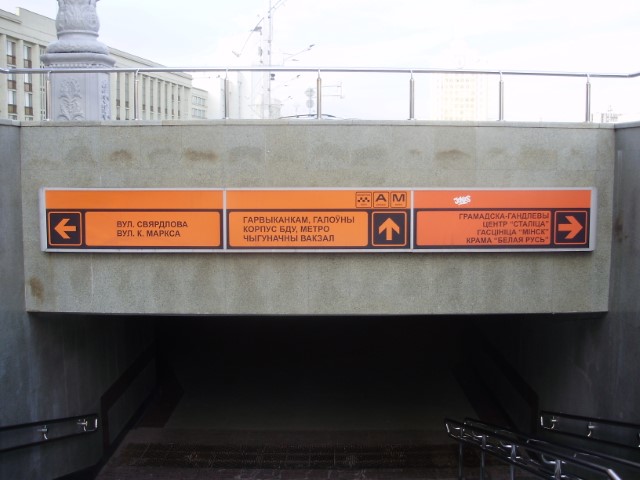 ВУЛ. СВЯРДЛОВА
ВУЛ. К. МАРКСА
А М
ГАРВЫКАНКАМ, ГАЛОЎНЫ
КОРПУС БДУ, МЕТРО
ЧЫГУНАЧНЫ ВАКЗАЛ
ГРАМАДСКА-ГАНДЛЕВЫ
ЦЕНТР "СТАЛІЦА"
ГАСЦІНІЦА "МІНСК"
КРАМА "БЕЛАЯ РУСЬ"